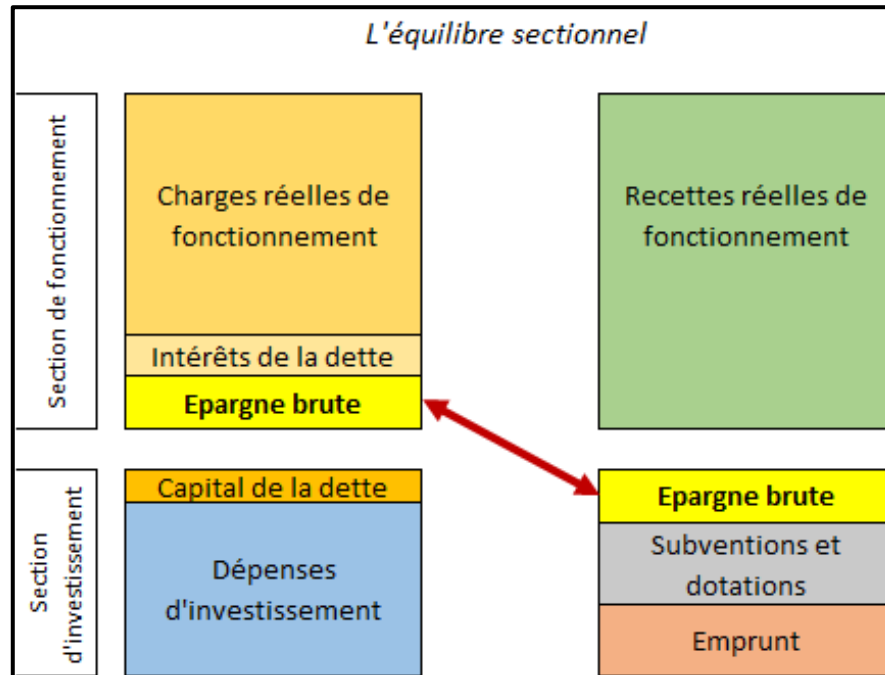 L'équilibre sectionnel
Section de fonctionnement
Charges réelles de
fonctionnement
Intérêts de la dette
Epargne brute
Recettes réelles de
fonctionnement
Section
d'investissement
Capital de la dette
Dépenses
d'investissement
Epargne brute
Subventions et
dotations
Emprunt